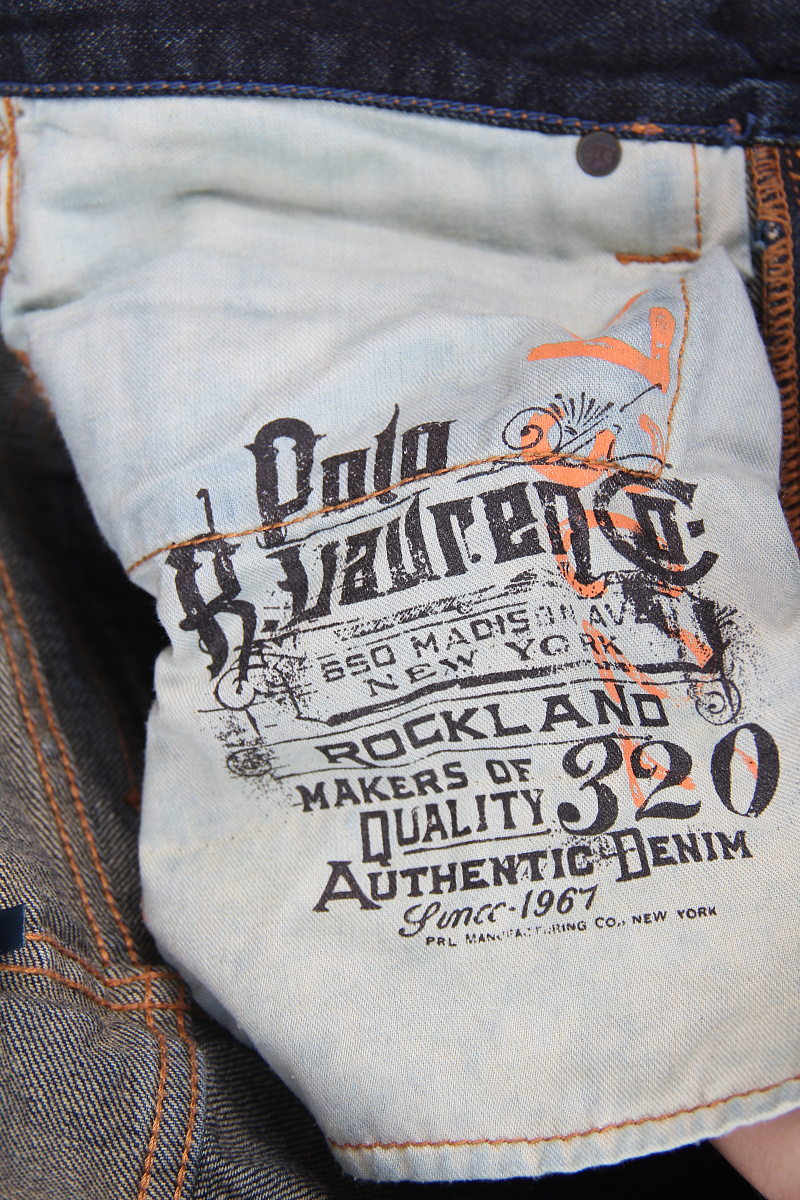 Polo
R. Lauren Co.
650 MADISON AVE
NEW YORK
ROCKLAND
MAKERS OF
QUALITY 320
AUTHENTIC DENIM
Since-1967
PRL MANUFACTURING CO., NEW YORK